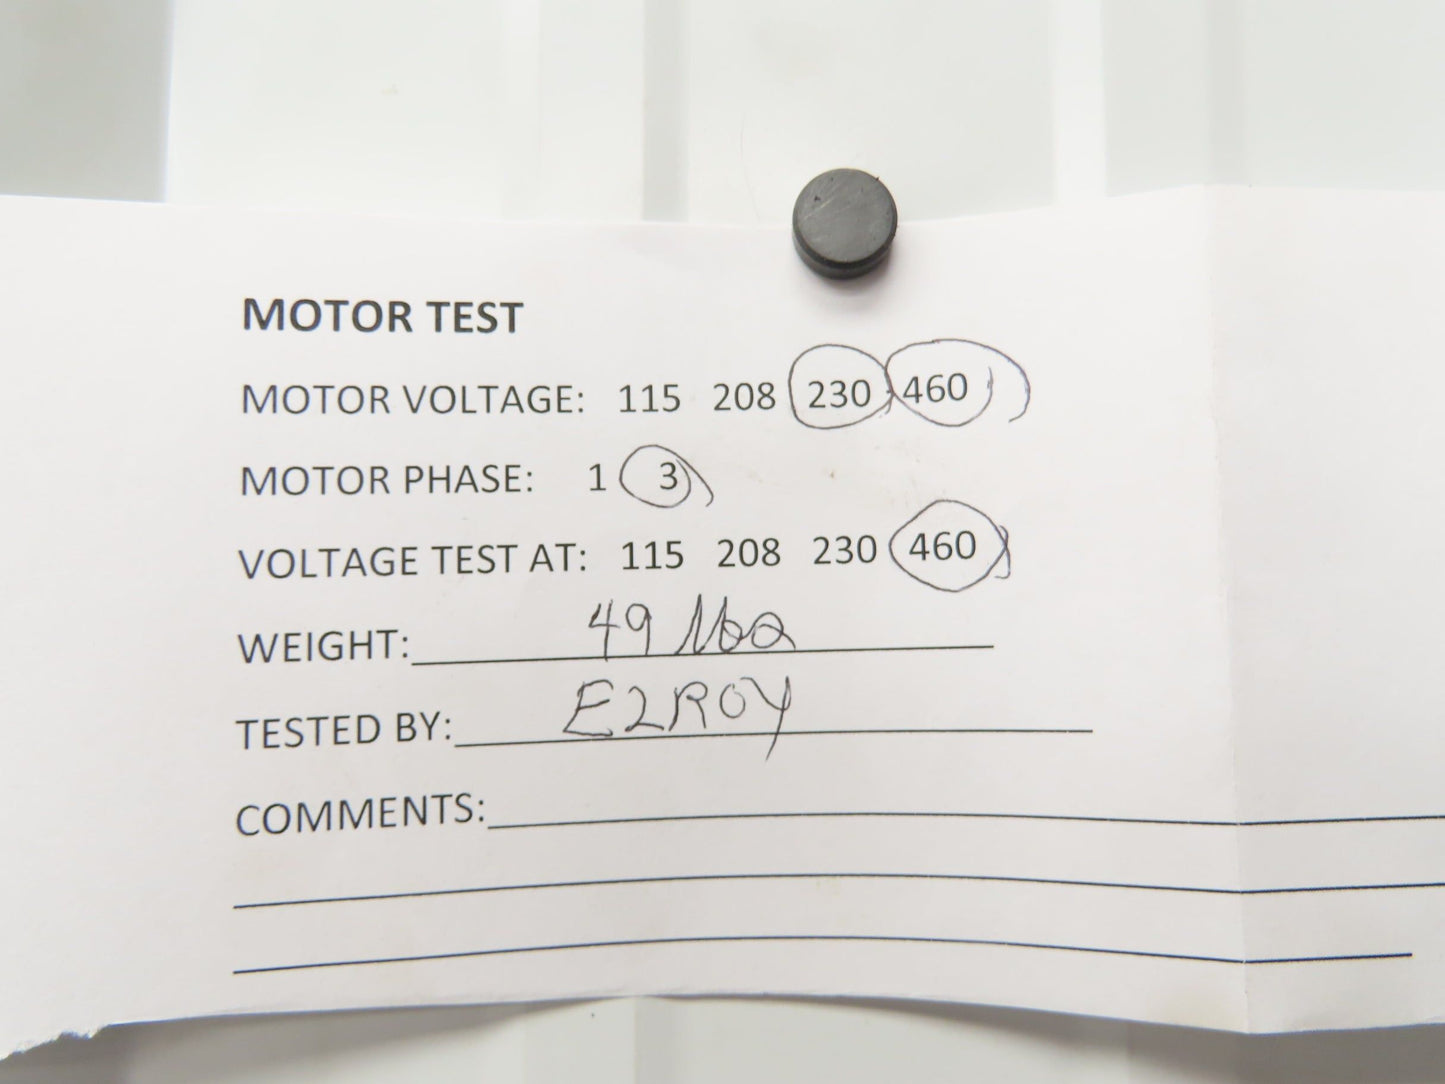 MOTOR TEST
MOTOR VOLTAGE: 115 208 230 460
MOTOR PHASE: 1 3
VOLTAGE TEST AT: 115 208 230 460
WEIGHT: 49 lbs
TESTED BY: ELROY
COMMENTS: